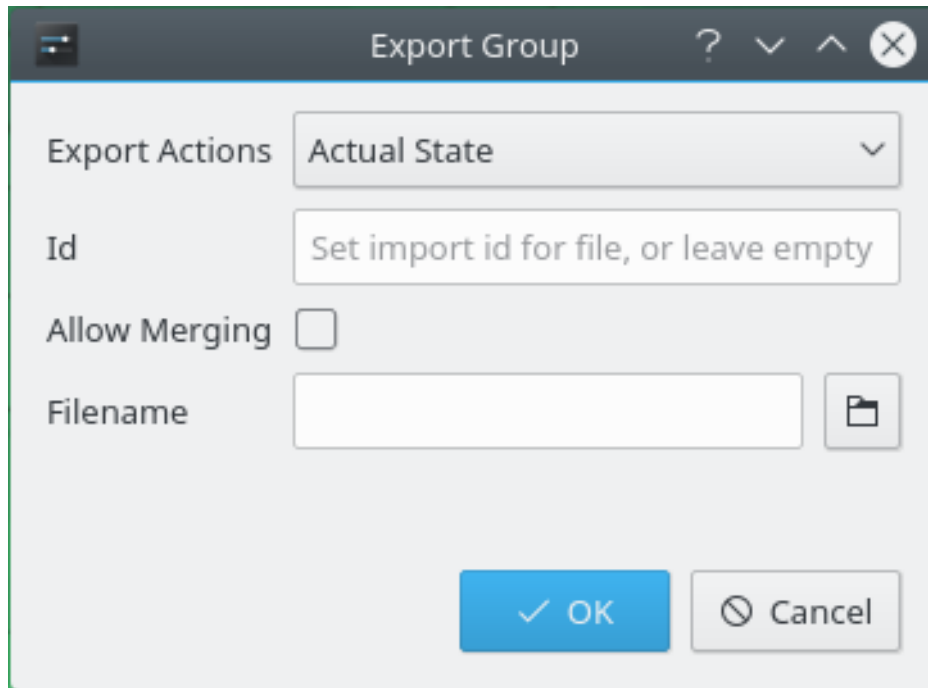 Export Group
Export Actions Actual State
Id Set import id for file, or leave empty
Allow Merging
Filename
OK Cancel